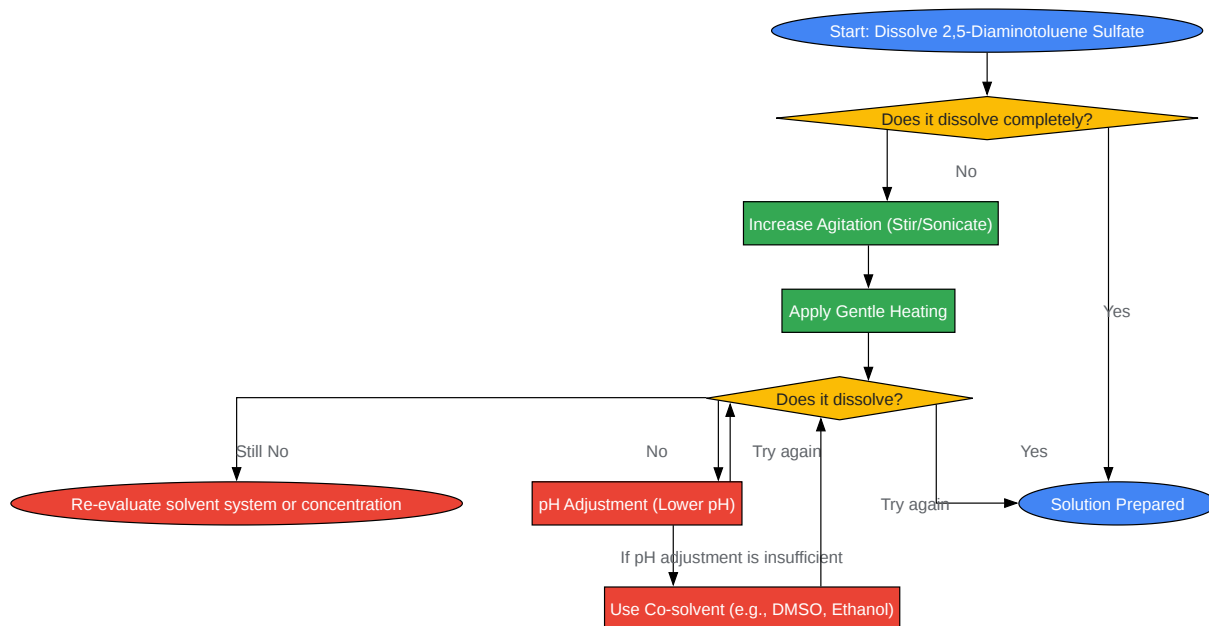 Start: Dissolve 2,5-Diaminotoluene Sulfate
Does it dissolve completely?
No
Increase Agitation (Stir/Sonicate)
Apply Gentle Heating
Yes
Does it dissolve?
Still No
No
Try again
Yes
Re-evaluate solvent system or concentration
pH Adjustment (Lower pH)
Try again
Solution Prepared
If pH adjustment is insufficient
Use Co-solvent (e.g., DMSO, Ethanol)